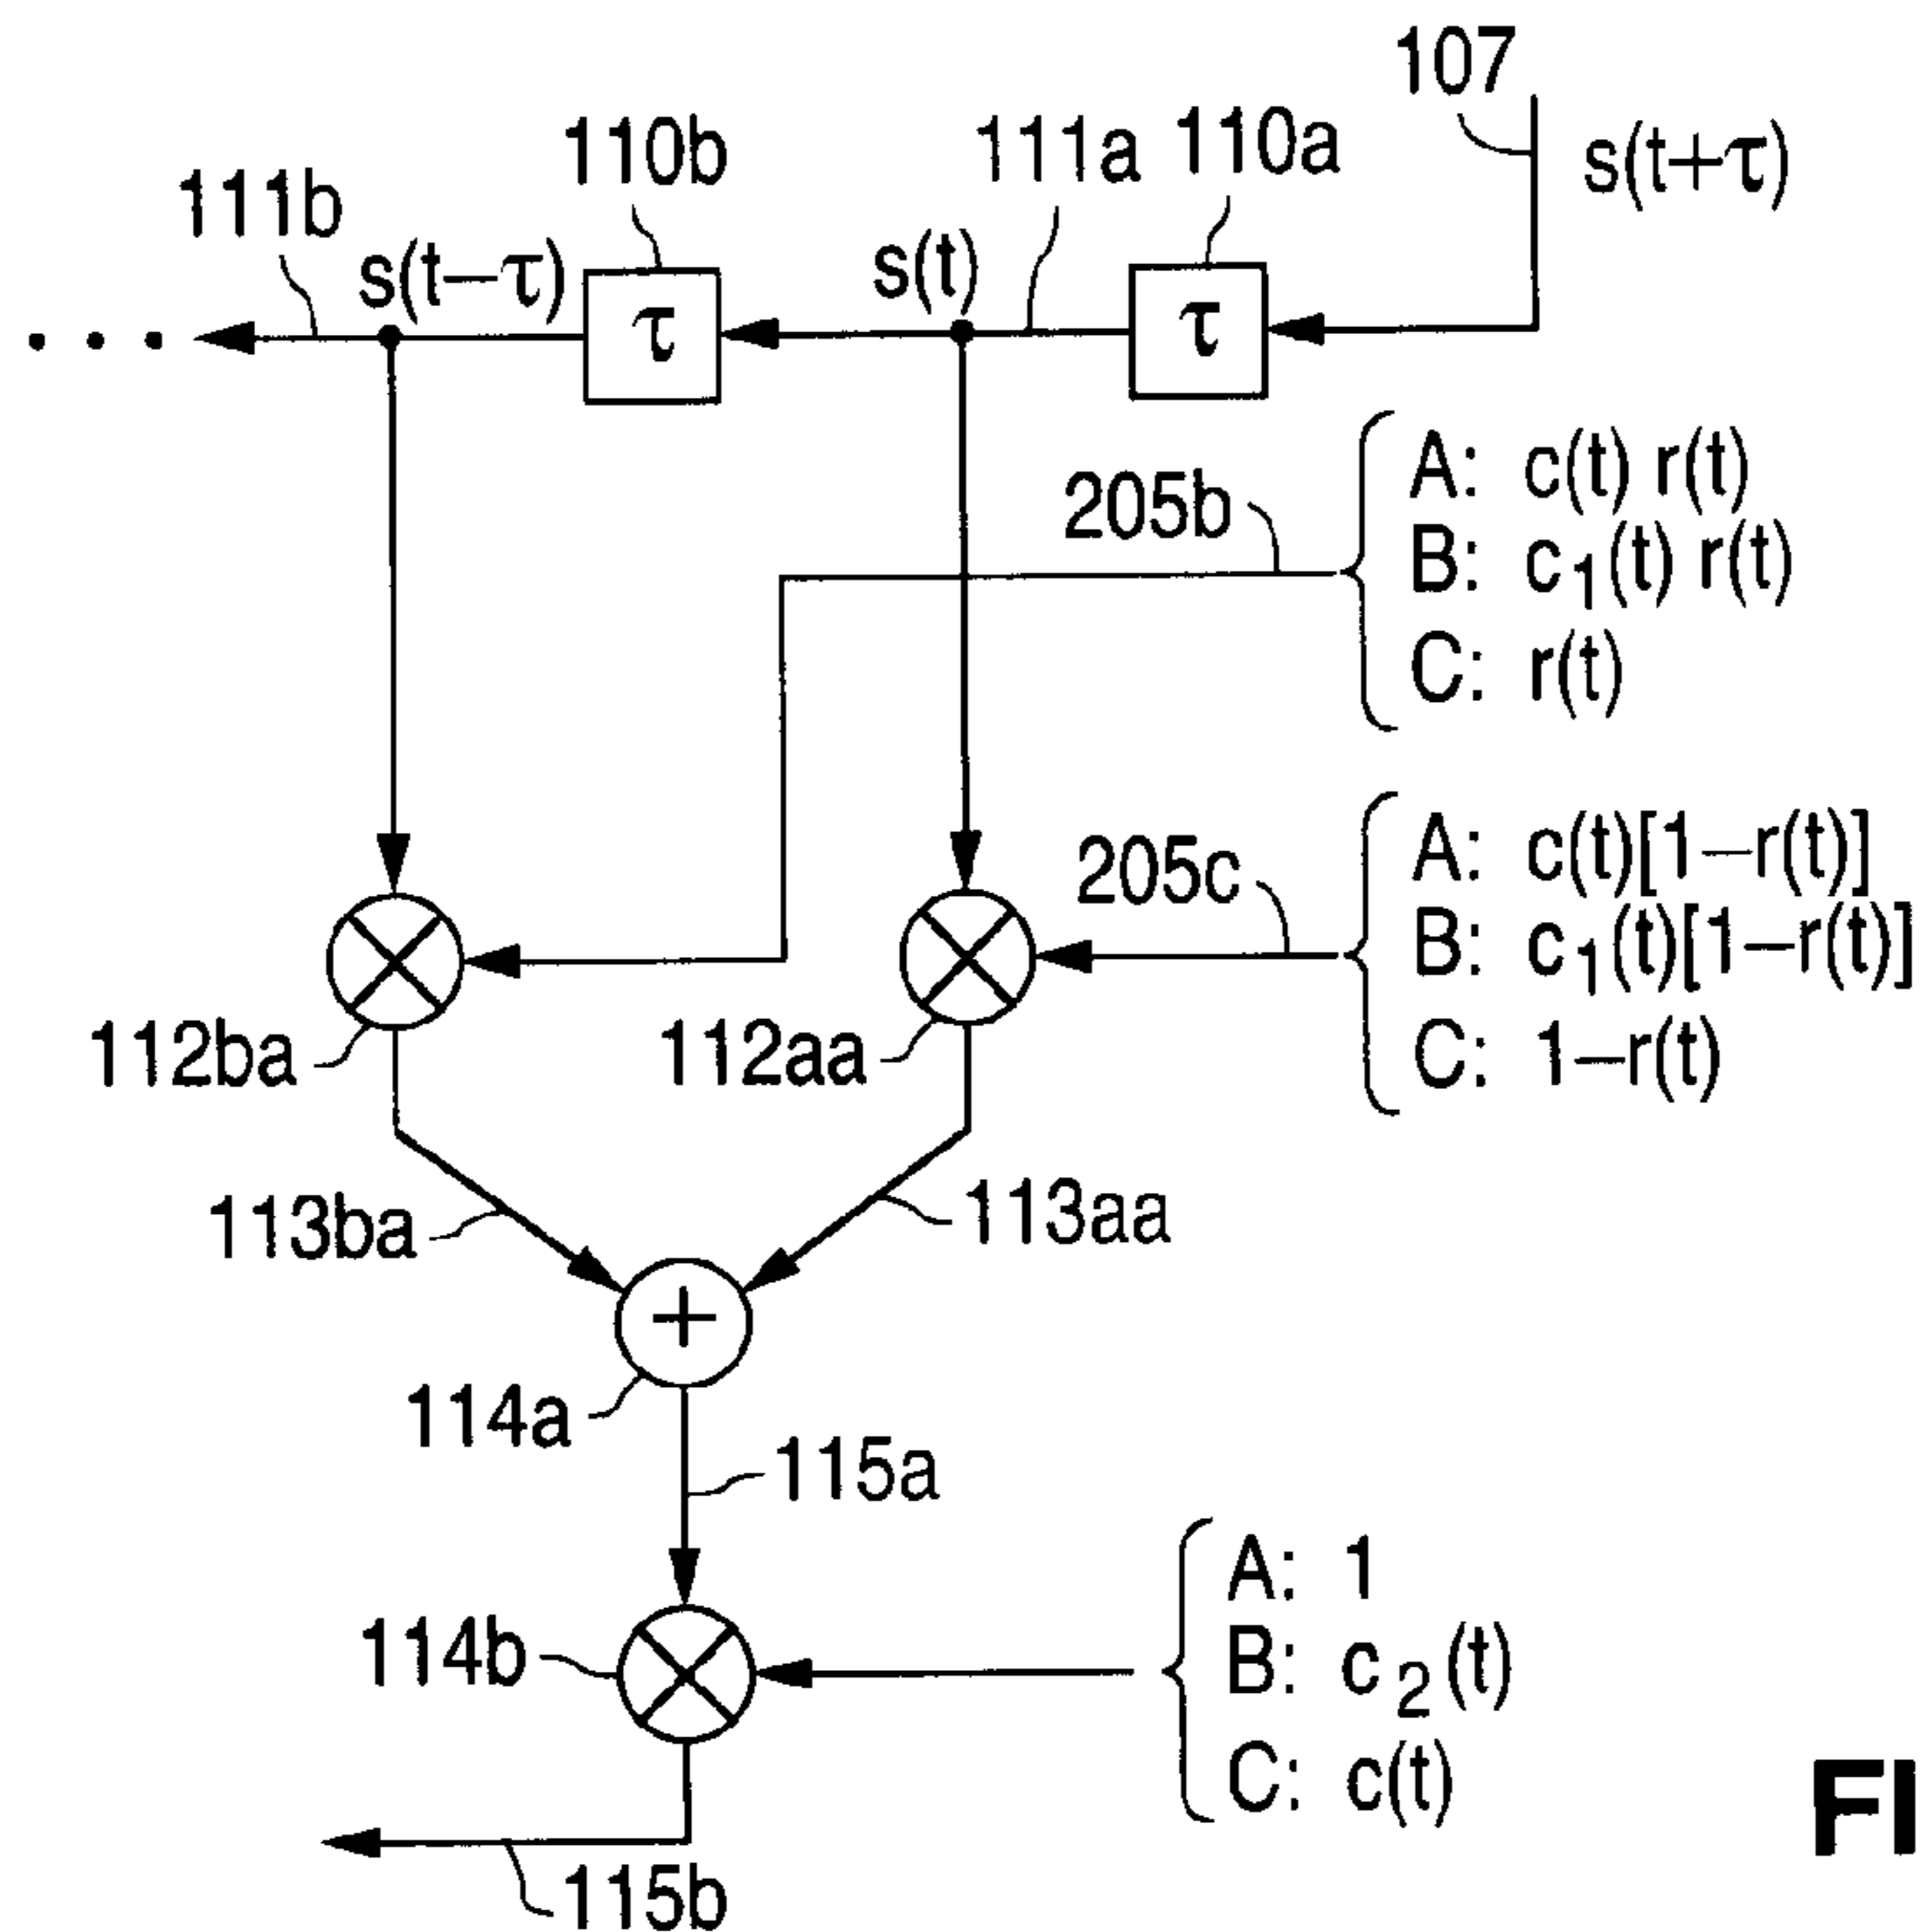 107
110b
111a
110a
s(t+τ)
111b
s(t−τ)
s(t)
τ
τ
205b
A: c(t) r(t)
B: c₁(t) r(t)
C: r(t)
205c
A: c(t)[1−r(t)]
B: c₁(t)[1−r(t)]
C: 1−r(t)
112ba
112aa
113ba
113aa
+
114a
115a
114b
A: 1
B: c₂(t)
C: c(t)
115b
FI